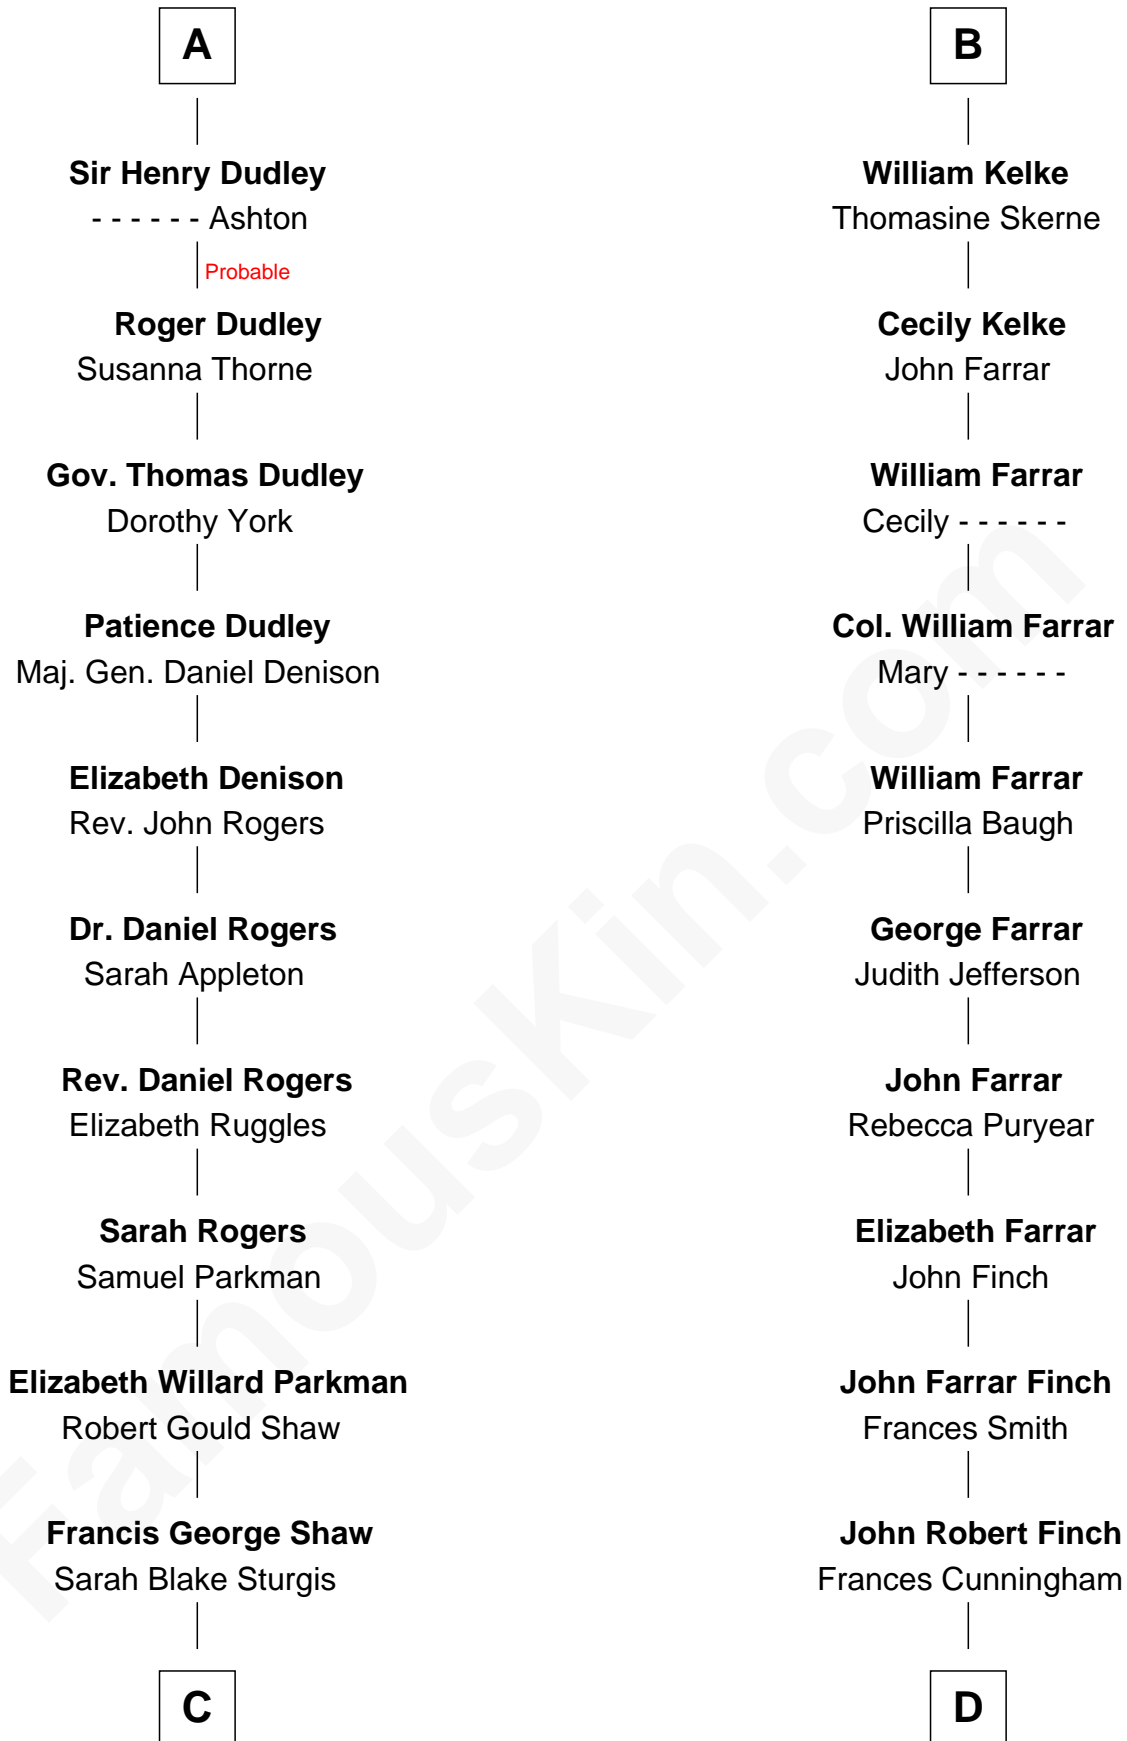 A
Sir Henry Dudley
- - - - - - Ashton
Probable
Roger Dudley
Susanna Thorne
Gov. Thomas Dudley
Dorothy York
Patience Dudley
Maj. Gen. Daniel Denison
Elizabeth Denison
Rev. John Rogers
Dr. Daniel Rogers
Sarah Appleton
Rev. Daniel Rogers
Elizabeth Ruggles
Sarah Rogers
Samuel Parkman
Elizabeth Willard Parkman
Robert Gould Shaw
Francis George Shaw
Sarah Blake Sturgis
C
B
William Kelke
Thomasine Skerne
Cecily Kelke
John Farrar
William Farrar
Cecily - - - - - -
Col. William Farrar
Mary - - - - - -
William Farrar
Priscilla Baugh
George Farrar
Judith Jefferson
John Farrar
Rebecca Puryear
Elizabeth Farrar
John Finch
John Farrar Finch
Frances Smith
John Robert Finch
Frances Cunningham
D
FamousKin.com